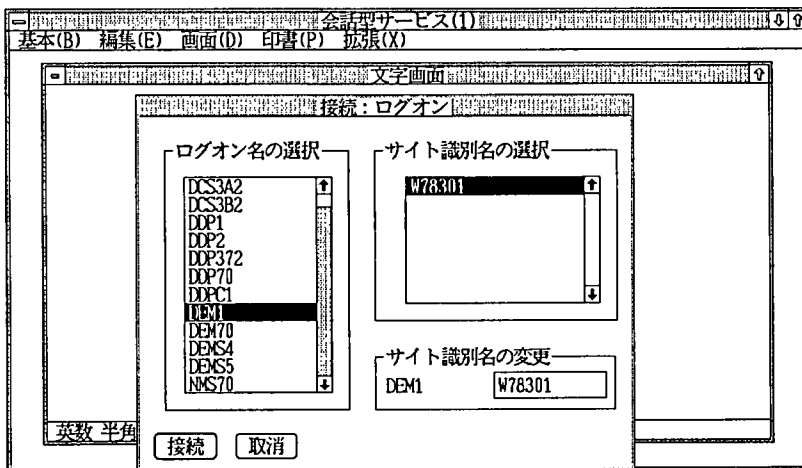 会話型サービス(1)
基本(B) 編集(E) 画面(D) 印書(P) 拡張(X)
文字画面
接続：ログオン
ログオン名の選択
DCS3A2
DCS3B2
DDP1
DDP2
DDP372
DDP70
DDPC1
DEM1
DEM70
DEMS4
DEMS5
NMS70
サイト識別名の選択
W78301
サイト識別名の変更
DEM1 W78301
英数 半角
接続 取消